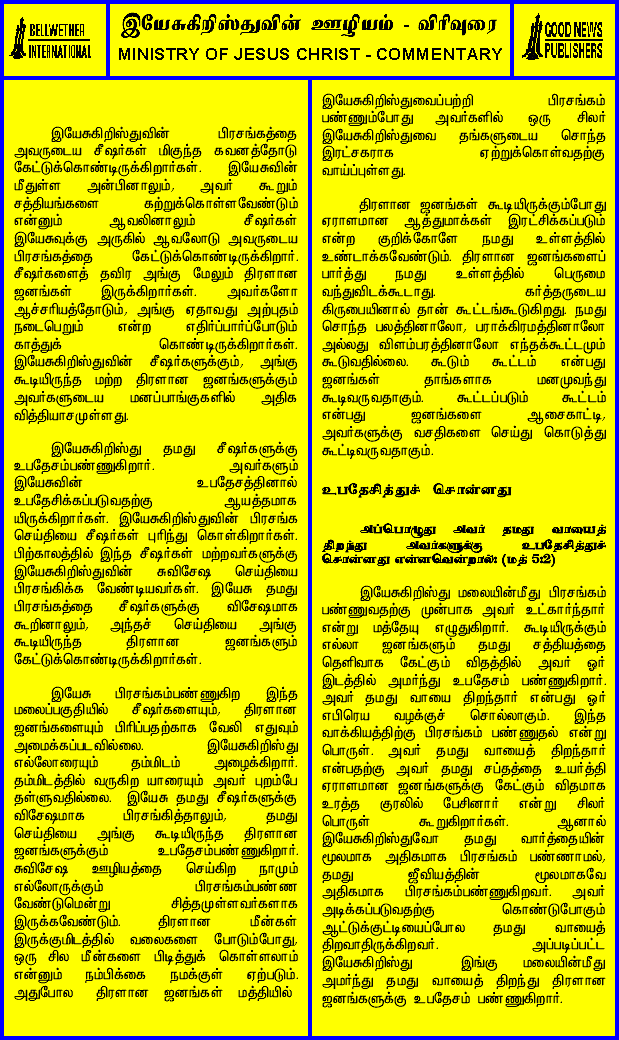 BELLWETHER
INTERNATIONAL
இயேசுகிறிஸ்துவின் ஊழியம் - விரிவுரை
MINISTRY OF JESUS CHRIST - COMMENTARY
GOOD NEWS
PUBLISHERS
இயேசுகிறிஸ்துவின் பிரசங்கத்தை
அவருடைய சீஷர்கள் மிகுந்த கவனத்தோடு
கேட்டுக்கொண்டிருக்கிறார்கள். இயேசுவின்
மீதுள்ள அன்பினாலும், அவர் கூறும்
சத்தியங்களை கற்றுக்கொள்ளவேண்டும்
என்னும் ஆவலினாலும் சீஷர்கள்
இயேசுவுக்கு அருகில் ஆவலோடு அவருடைய
பிரசங்கத்தை கேட்டுக்கொண்டிருக்கிறார்.
சீஷர்களைத் தவிர அங்கு மேலும் திரளான
ஜனங்கள் இருக்கிறார்கள். அவர்களோ
ஆச்சரியத்தோடும், அங்கு ஏதாவது அற்புதம்
நடைபெறும் என்ற எதிர்ப்பார்ப்போடும்
காத்துக் கொண்டிருக்கிறார்கள்.
இயேசுகிறிஸ்துவின் சீஷர்களுக்கும், அங்கு
கூடியிருந்த மற்ற திரளான ஜனங்களுக்கும்
அவர்களுடைய மனப்பாங்குகளில் அதிக
வித்தியாசமுள்ளது.
இயேசுகிறிஸ்து தமது சீஷர்களுக்கு
உபதேசம்பண்ணுகிறார். அவர்களும்
இயேசுவின் உபதேசத்தினால்
உபதேசிக்கப்படுவதற்கு ஆயத்தமாக
யிருக்கிறார்கள். இயேசுகிறிஸ்துவின் பிரசங்க
செய்தியை சீஷர்கள் புரிந்து கொள்கிறார்கள்.
பிற்காலத்தில் இந்த சீஷர்கள் மற்றவர்களுக்கு
இயேசுகிறிஸ்துவின் சுவிசேஷ செய்தியை
பிரசங்கிக்க வேண்டியவர்கள். இயேசு தமது
பிரசங்கத்தை சீஷர்களுக்கு விசேஷமாக
கூறினாலும், அந்தச் செய்தியை அங்கு
கூடியிருந்த திரளான ஜனங்களும்
கேட்டுக்கொண்டிருக்கிறார்கள்.
இயேசு பிரசங்கம்பண்ணுகிற இந்த
மலைப்பகுதியில் சீஷர்களையும், திரளான
ஜனங்களையும் பிரிப்பதற்காக வேலி எதுவும்
அமைக்கப்படவில்லை. இயேசுகிறிஸ்து
எல்லோரையும் தம்மிடம் அழைக்கிறார்.
தம்மிடத்தில் வருகிற யாரையும் அவர் புறம்பே
தள்ளுவதில்லை. இயேசு தமது சீஷர்களுக்கு
விசேஷமாக பிரசங்கித்தாலும், தமது
செய்தியை அங்கு கூடியிருந்த திரளான
ஜனங்களுக்கும் உபதேசம்பண்ணுகிறார்.
சுவிசேஷ ஊழியத்தை செய்கிற நாமும்
எல்லோருக்கும் பிரசங்கம்பண்ண
வேண்டுமென்று சித்தமுள்ளவர்களாக
இருக்கவேண்டும். திரளான மீன்கள்
இருக்குமிடத்தில் வலைகளை போடும்போது,
ஒரு சில மீன்களை பிடித்துக் கொள்ளலாம்
என்னும் நம்பிக்கை நமக்குள் ஏற்படும்.
அதுபோல திரளான ஜனங்கள் மத்தியில்
இயேசுகிறிஸ்துவைப்பற்றி பிரசங்கம்
பண்ணும்போது அவர்களில் ஒரு சிலர்
இயேசுகிறிஸ்துவை தங்களுடைய சொந்த
இரட்சகராக ஏற்றுக்கொள்வதற்கு
வாய்ப்புள்ளது.
திரளான ஜனங்கள் கூடியிருக்கும்போது
ஏராளமான ஆத்துமாக்கள் இரட்சிக்கப்படும்
என்ற குறிக்கோளே நமது உள்ளத்தில்
உண்டாக்கவேண்டும். திரளான ஜனங்களைப்
பார்த்து நமது உள்ளத்தில் பெருமை
வந்துவிடக்கூடாது. கர்த்தருடைய
கிருபையினால் தான் கூட்டங்கூடுகிறது. நமது
சொந்த பலத்தினாலோ, பராக்கிரமத்தினாலோ
அல்லது விளம்பரத்தினாலோ எந்தக்கூட்டமும்
கூடுவதில்லை. கூடும் கூட்டம் என்பது
ஜனங்கள் தாங்களாக மனமுவந்து
கூடிவருவதாகும். கூட்டப்படும் கூட்டம்
என்பது ஜனங்களை ஆசைகாட்டி,
அவர்களுக்கு வசதிகளை செய்து கொடுத்து
கூட்டிவருவதாகும்.
உபதேசித்துச் சொன்னது
அப்பொழுது அவர் தமது வாயைத்
திறந்து அவர்களுக்கு உபதேசித்துச்
சொன்னது என்னவென்றால்: (மத் 5:2)
இயேசுகிறிஸ்து மலையின்மீது பிரசங்கம்
பண்ணுவதற்கு முன்பாக அவர் உட்கார்ந்தார்
என்று மத்தேயு எழுதுகிறார். கூடியிருக்கும்
எல்லா ஜனங்களும் தமது சத்தியத்தை
தெளிவாக கேட்கும் விதத்தில் அவர் ஓர்
இடத்தில் அமர்ந்து உபதேசம் பண்ணுகிறார்.
அவர் தமது வாயை திறந்தார் என்பது ஓர்
எபிரெய வழக்குச் சொல்லாகும். இந்த
வாக்கியத்திற்கு பிரசங்கம் பண்ணுதல் என்று
பொருள். அவர் தமது வாயைத் திறந்தார்
என்பதற்கு அவர் தமது சப்தத்தை உயர்த்தி
ஏராளமான ஜனங்களுக்கு கேட்கும் விதமாக
உரத்த குரலில் பேசினார் என்று சிலர்
பொருள் கூறுகிறார்கள். ஆனால்
இயேசுகிறிஸ்துவோ தமது வார்த்தையின்
மூலமாக அதிகமாக பிரசங்கம் பண்ணாமல்,
தமது ஜீவியத்தின் மூலமாகவே
அதிகமாக பிரசங்கம்பண்ணுகிறவர். அவர்
அடிக்கப்படுவதற்கு கொண்டுபோகும்
ஆட்டுக்குட்டியைப்போல தமது வாயைத்
திறவாதிருக்கிறவர். அப்படிப்பட்ட
இயேசுகிறிஸ்து இங்கு மலையின்மீது
அமர்ந்து தமது வாயைத் திறந்து திரளான
ஜனங்களுக்கு உபதேசம் பண்ணுகிறார்.